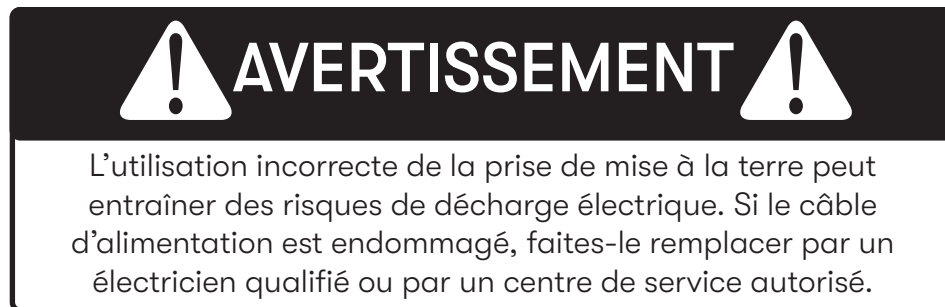 AVERTISSEMENT
L'utilisation incorrecte de la prise de mise à la terre peut
entraîner des risques de décharge électrique. Si le câble
d'alimentation est endommagé, faites-le remplacer par un
électricien qualifié ou par un centre de service autorisé.